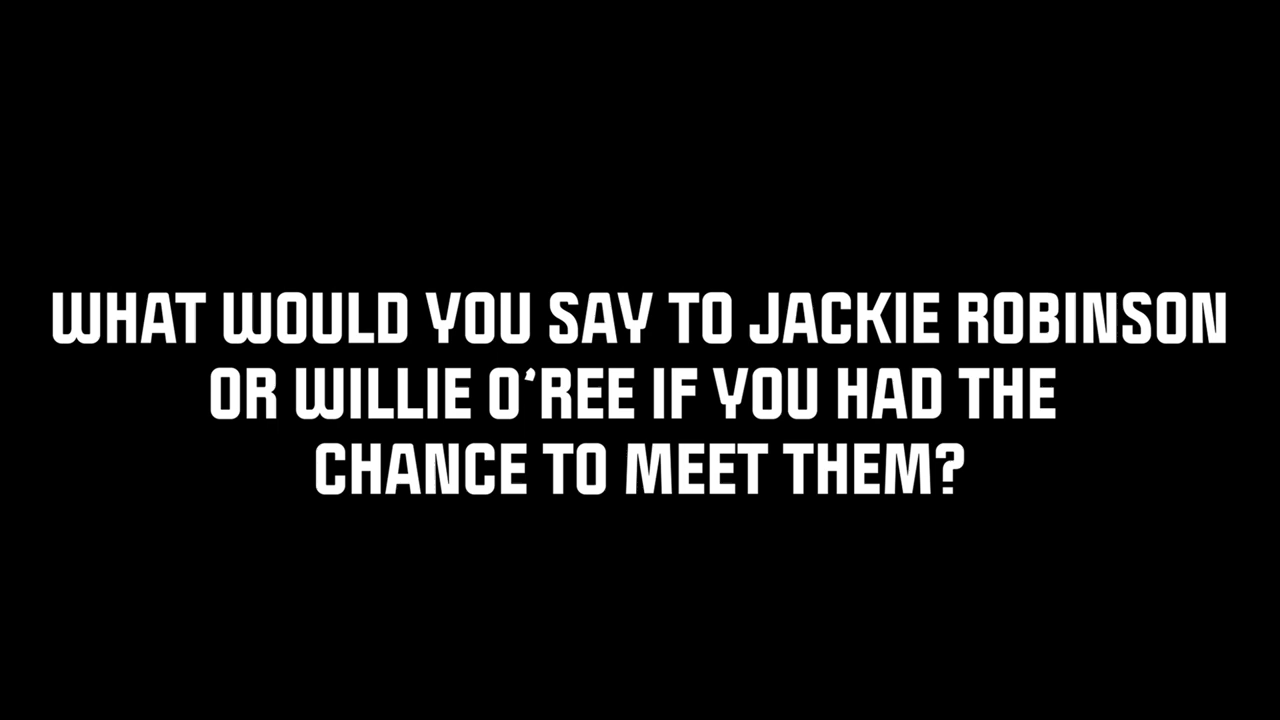 WHAT WOULD YOU SAY TO JACKIE ROBINSON
OR WILLIE O'REE IF YOU HAD THE
CHANCE TO MEET THEM?